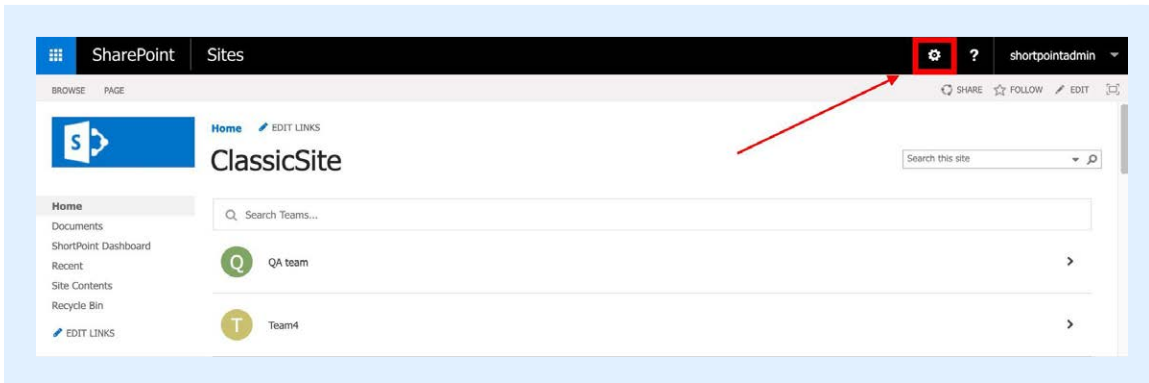 SharePoint Sites ? shortpointadmin
BROWSE PAGE SHARE FOLLOW EDIT
S
Home EDIT LINKS
ClassicSite
Search this site
Home
Documents
ShortPoint Dashboard
Recent
Site Contents
Recycle Bin
EDIT LINKS
Search Teams...
Q QA team
T Team4